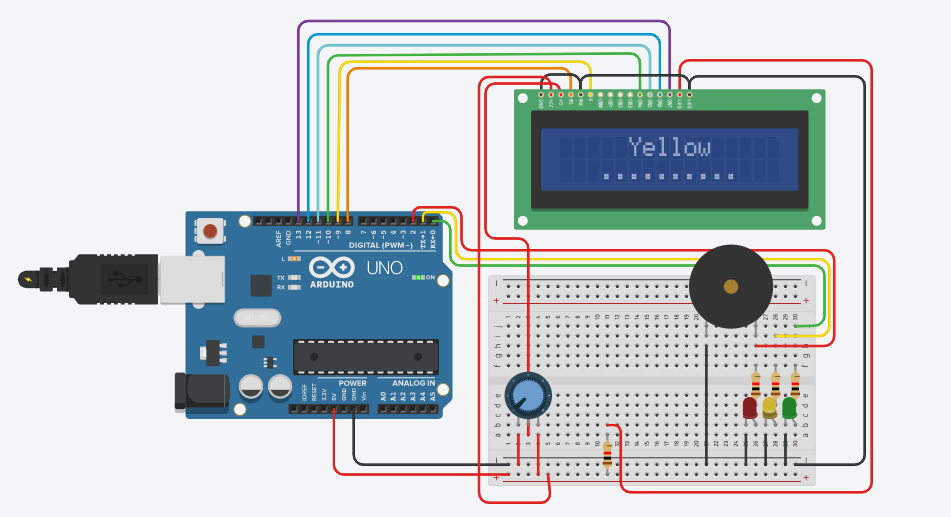 Yellow
AREF
GND
13
12
~11
~10
~9
8
7
~6
~5
4
~3
2
TX→1
RX←0
DIGITAL (PWM~)
L
TX
RX
ARDUINO
UNO
ON
POWER
ANALOG IN
IOREF
RESET
3.3V
5V
GND
GND
Vin
A0
A1
A2
A3
A4
A5